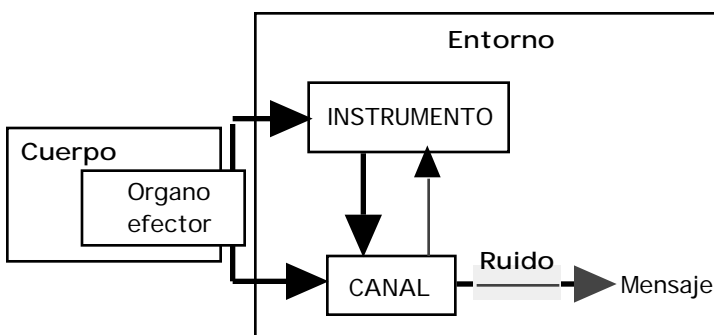 Entorno
INSTRUMENTO
Cuerpo
Organo
efector
Ruido
CANAL
Mensaje